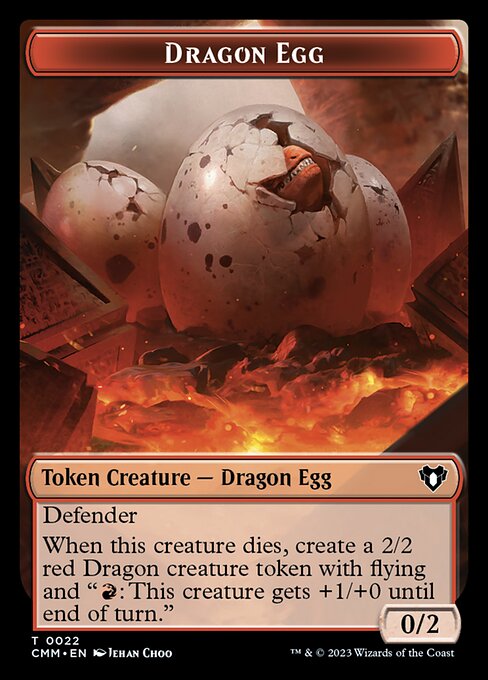 Dragon Egg
Token Creature — Dragon Egg
Defender
When this creature dies, create a 2/2
red Dragon creature token with flying
and “: This creature gets +1/+0 until
end of turn.”
0/2
T 0022
CMM • EN Jehan Choo
™ & © 2023 Wizards of the Coast